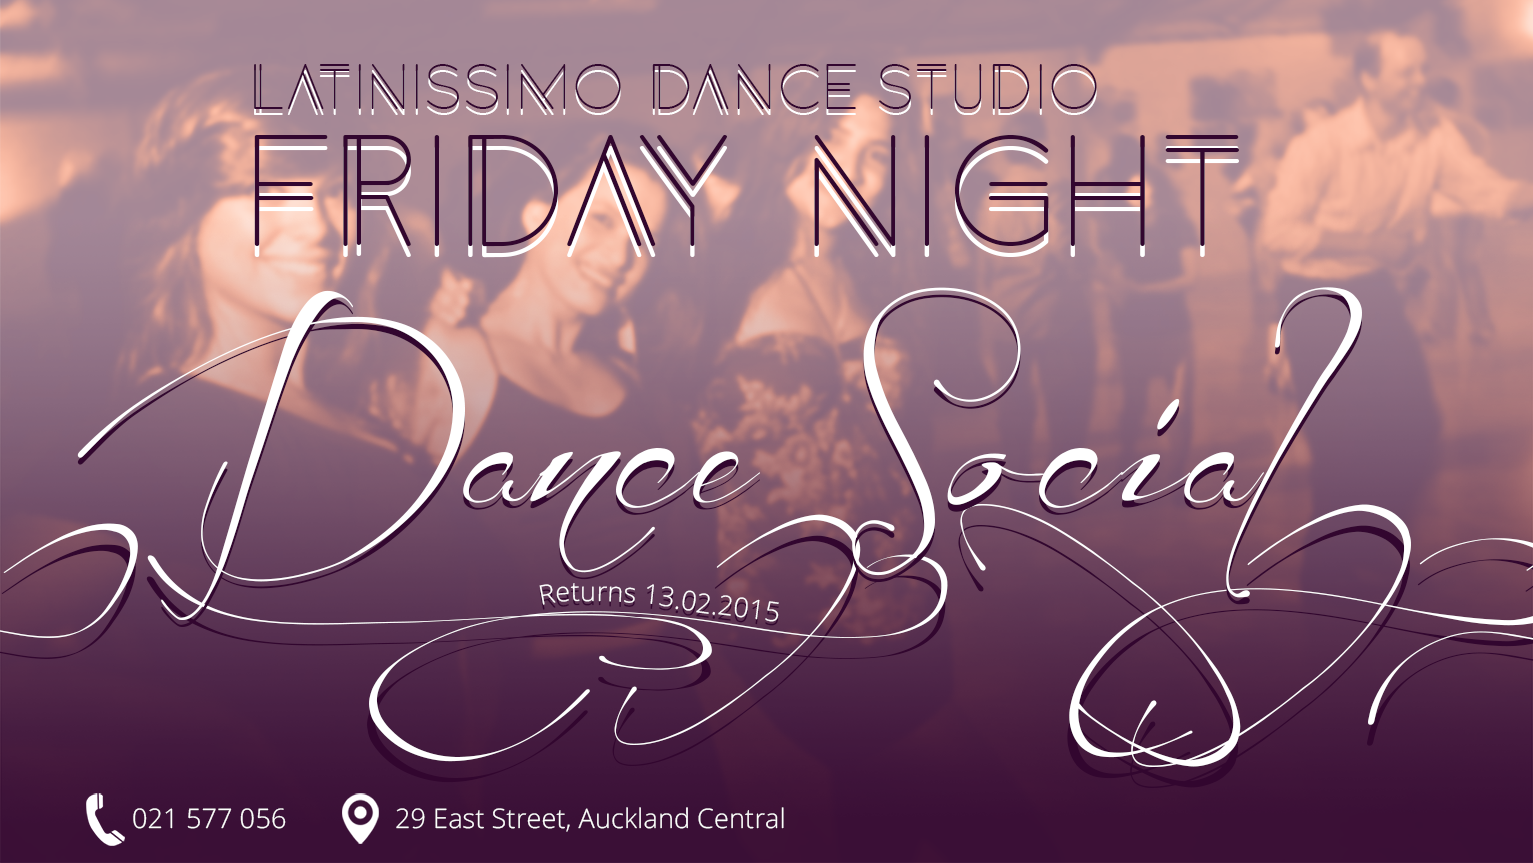 LATINISSIMO DANCE STUDIO
FRIDAY NIGHT
Dance Social
Returns 13.02.2015
021 577 056
29 East Street, Auckland Central